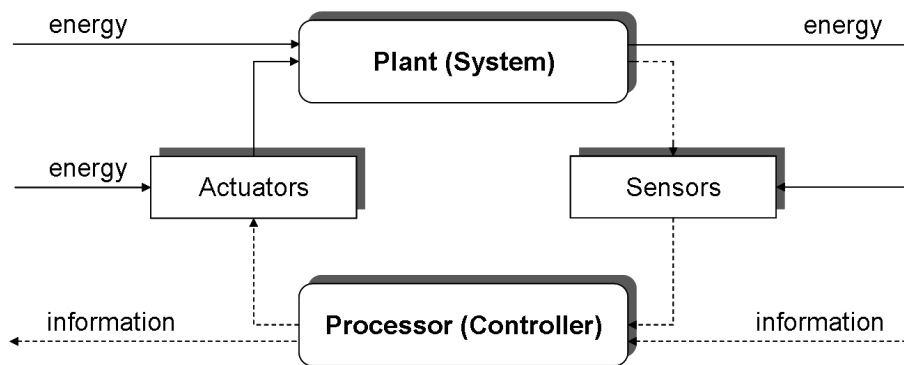 energy
energy
Plant (System)
energy
Actuators
Sensors
information
information
Processor (Controller)